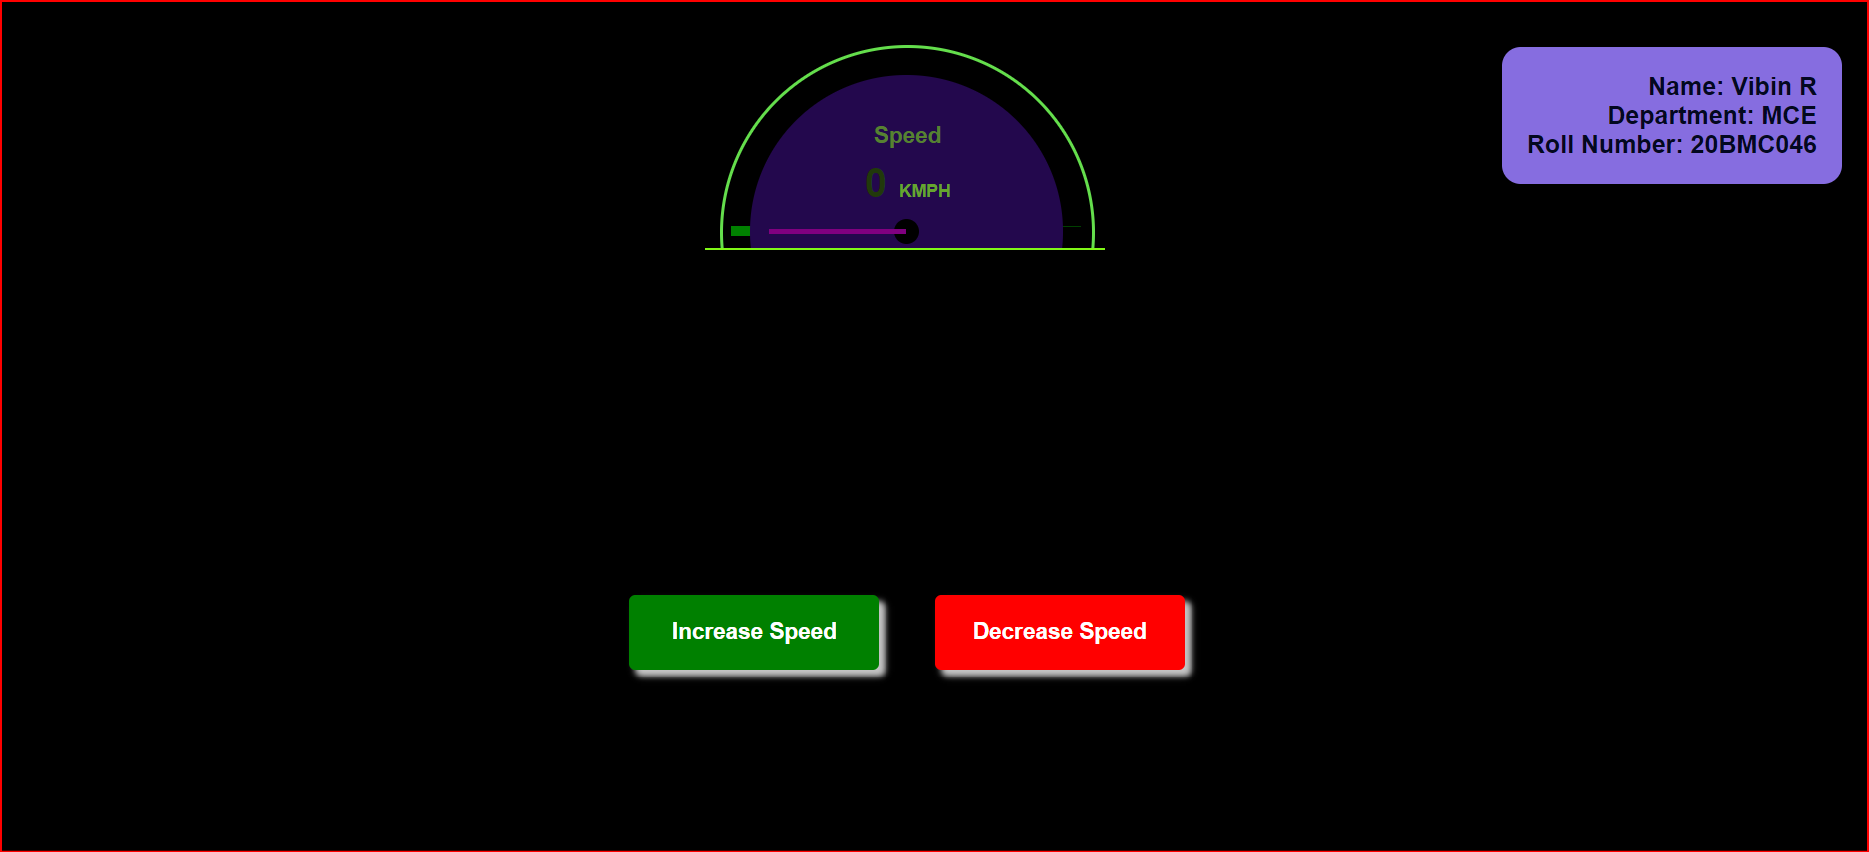 Speed
0 KMPH
Name: Vibin R
Department: MCE
Roll Number: 20BMC046
Increase Speed
Decrease Speed